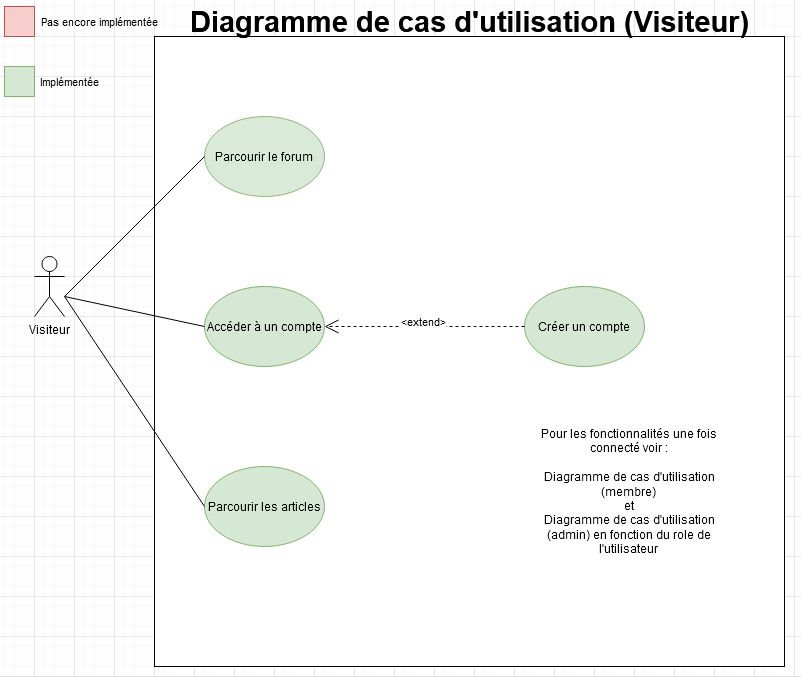 Diagramme de cas d'utilisation (Visiteur)
Pas encore implémentée
Implémentée
Parcourir le forum
Visiteur
Accéder à un compte
<extend>
Créer un compte
Parcourir les articles
Pour les fonctionnalités une fois
connecté voir :
Diagramme de cas d'utilisation
(membre)
et
Diagramme de cas d'utilisation
(admin) en fonction du role de
l'utilisateur